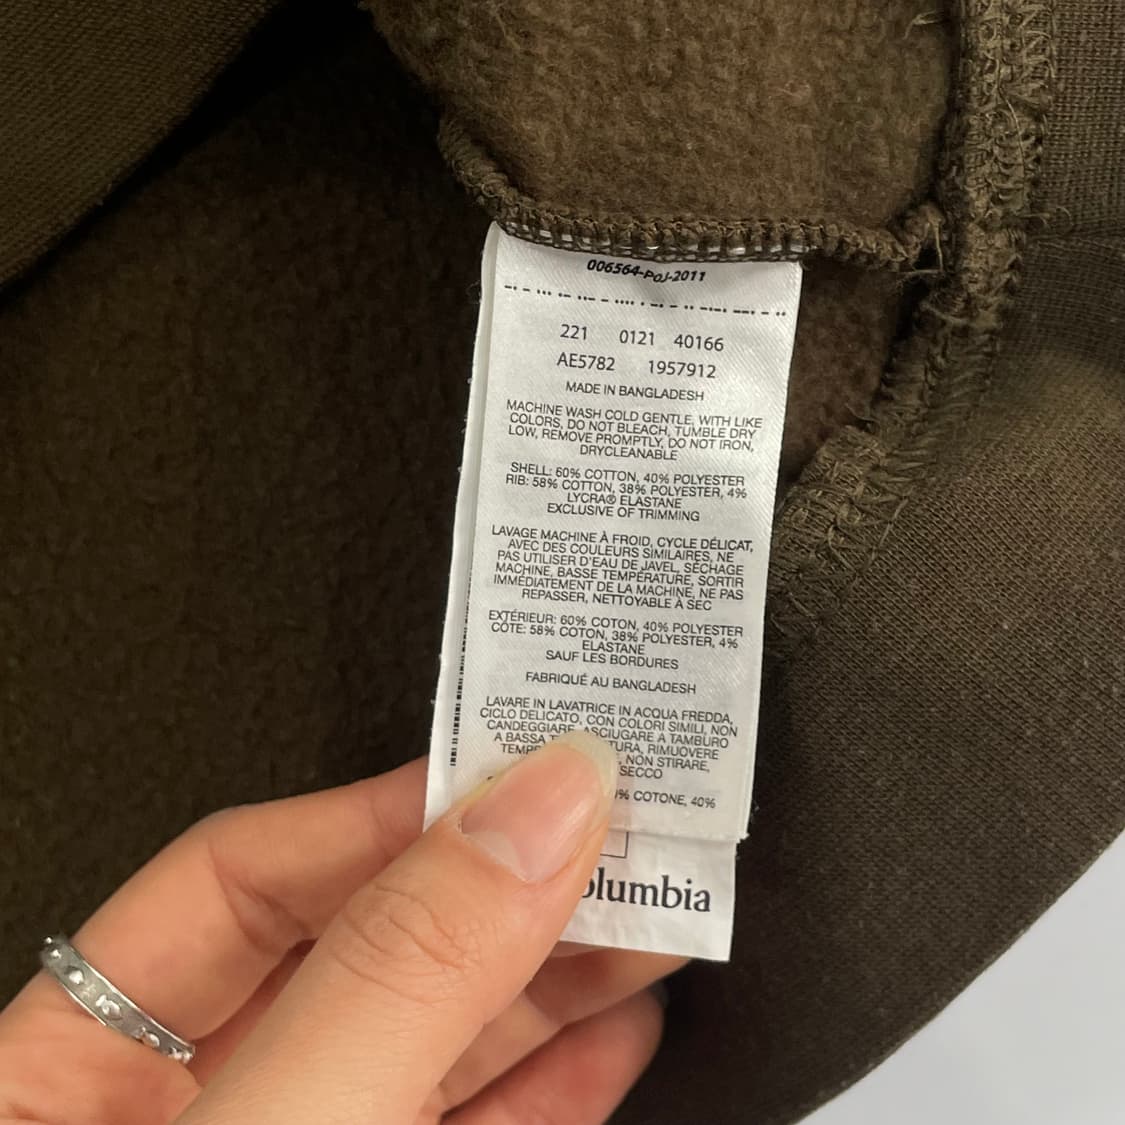 006564-POJ-2011
221 0121 40166
AE5782 1957912
MADE IN BANGLADESH
MACHINE WASH COLD GENTLE, WITH LIKE
COLORS, DO NOT BLEACH, TUMBLE DRY
LOW, REMOVE PROMPTLY, DO NOT IRON,
DRYCLEANABLE
SHELL: 60% COTTON, 40% POLYESTER
RIB: 58% COTTON, 38% POLYESTER, 4%
LYCRA® ELASTANE
EXCLUSIVE OF TRIMMING
LAVAGE MACHINE À FROID, CYCLE DÉLICAT,
AVEC DES COULEURS SIMILAIRES, NE
PAS UTILISER D'EAU DE JAVEL, SÉCHAGE
MACHINE, BASSE TEMPÉRATURE, SORTIR
IMMÉDIATEMENT DE LA MACHINE, NE PAS
REPASSER, NETTOYABLE À SEC
EXTÉRIEUR: 60% COTON, 40% POLYESTER
CÔTE: 58% COTON, 38% POLYESTER, 4%
ELASTANE
SAUF LES BORDURES
FABRIQUÉ AU BANGLADESH
LAVARE IN LAVATRICE IN ACQUA FREDDA,
CICLO DELICATO, CON COLORI SIMILI, NON
CANDEGGIARE, ASCIUGARE A TAMBURO
A BASSA TURA, RIMUOVERE
TEMP , NON STIRARE,
SECCO
% COTONE, 40%
olumbia